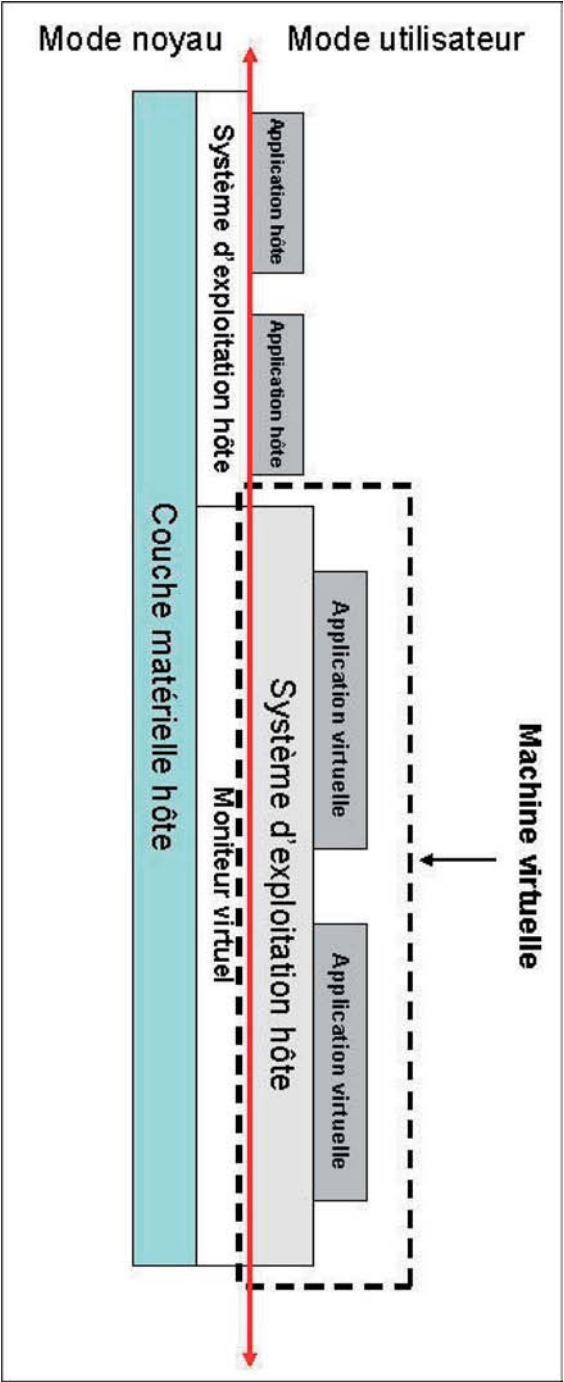 Mode noyau
Mode utilisateur
Application hôte
Application hôte
Système d'exploitation hôte
Machine virtuelle
Application virtuelle
Application virtuelle
Système d'exploitation hôte
Moniteur virtuel
Couche matérielle hôte